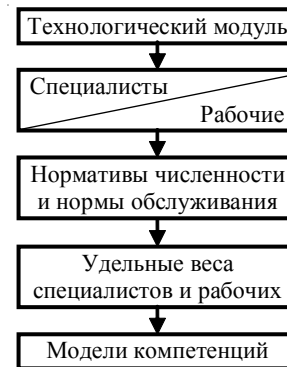 Технологический модуль
Специалисты
Рабочие
Нормативы численности
и нормы обслуживания
Удельные веса
специалистов и рабочих
Модели компетенций